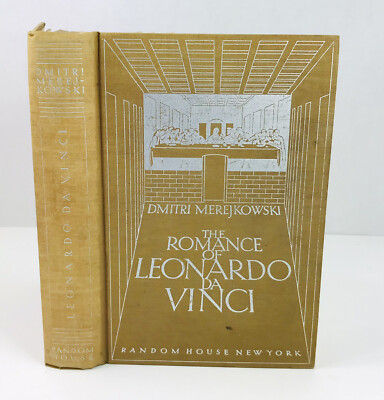 DMITRI
MEREJ-
KOWSKI
LEONARDO DA VINCI
RANDOM
HOUSE
DMITRI MEREJKOWSKI
THE
ROMANCE
OF
LEONARDO
DA
VINCI
RANDOM HOUSE NEW YORK